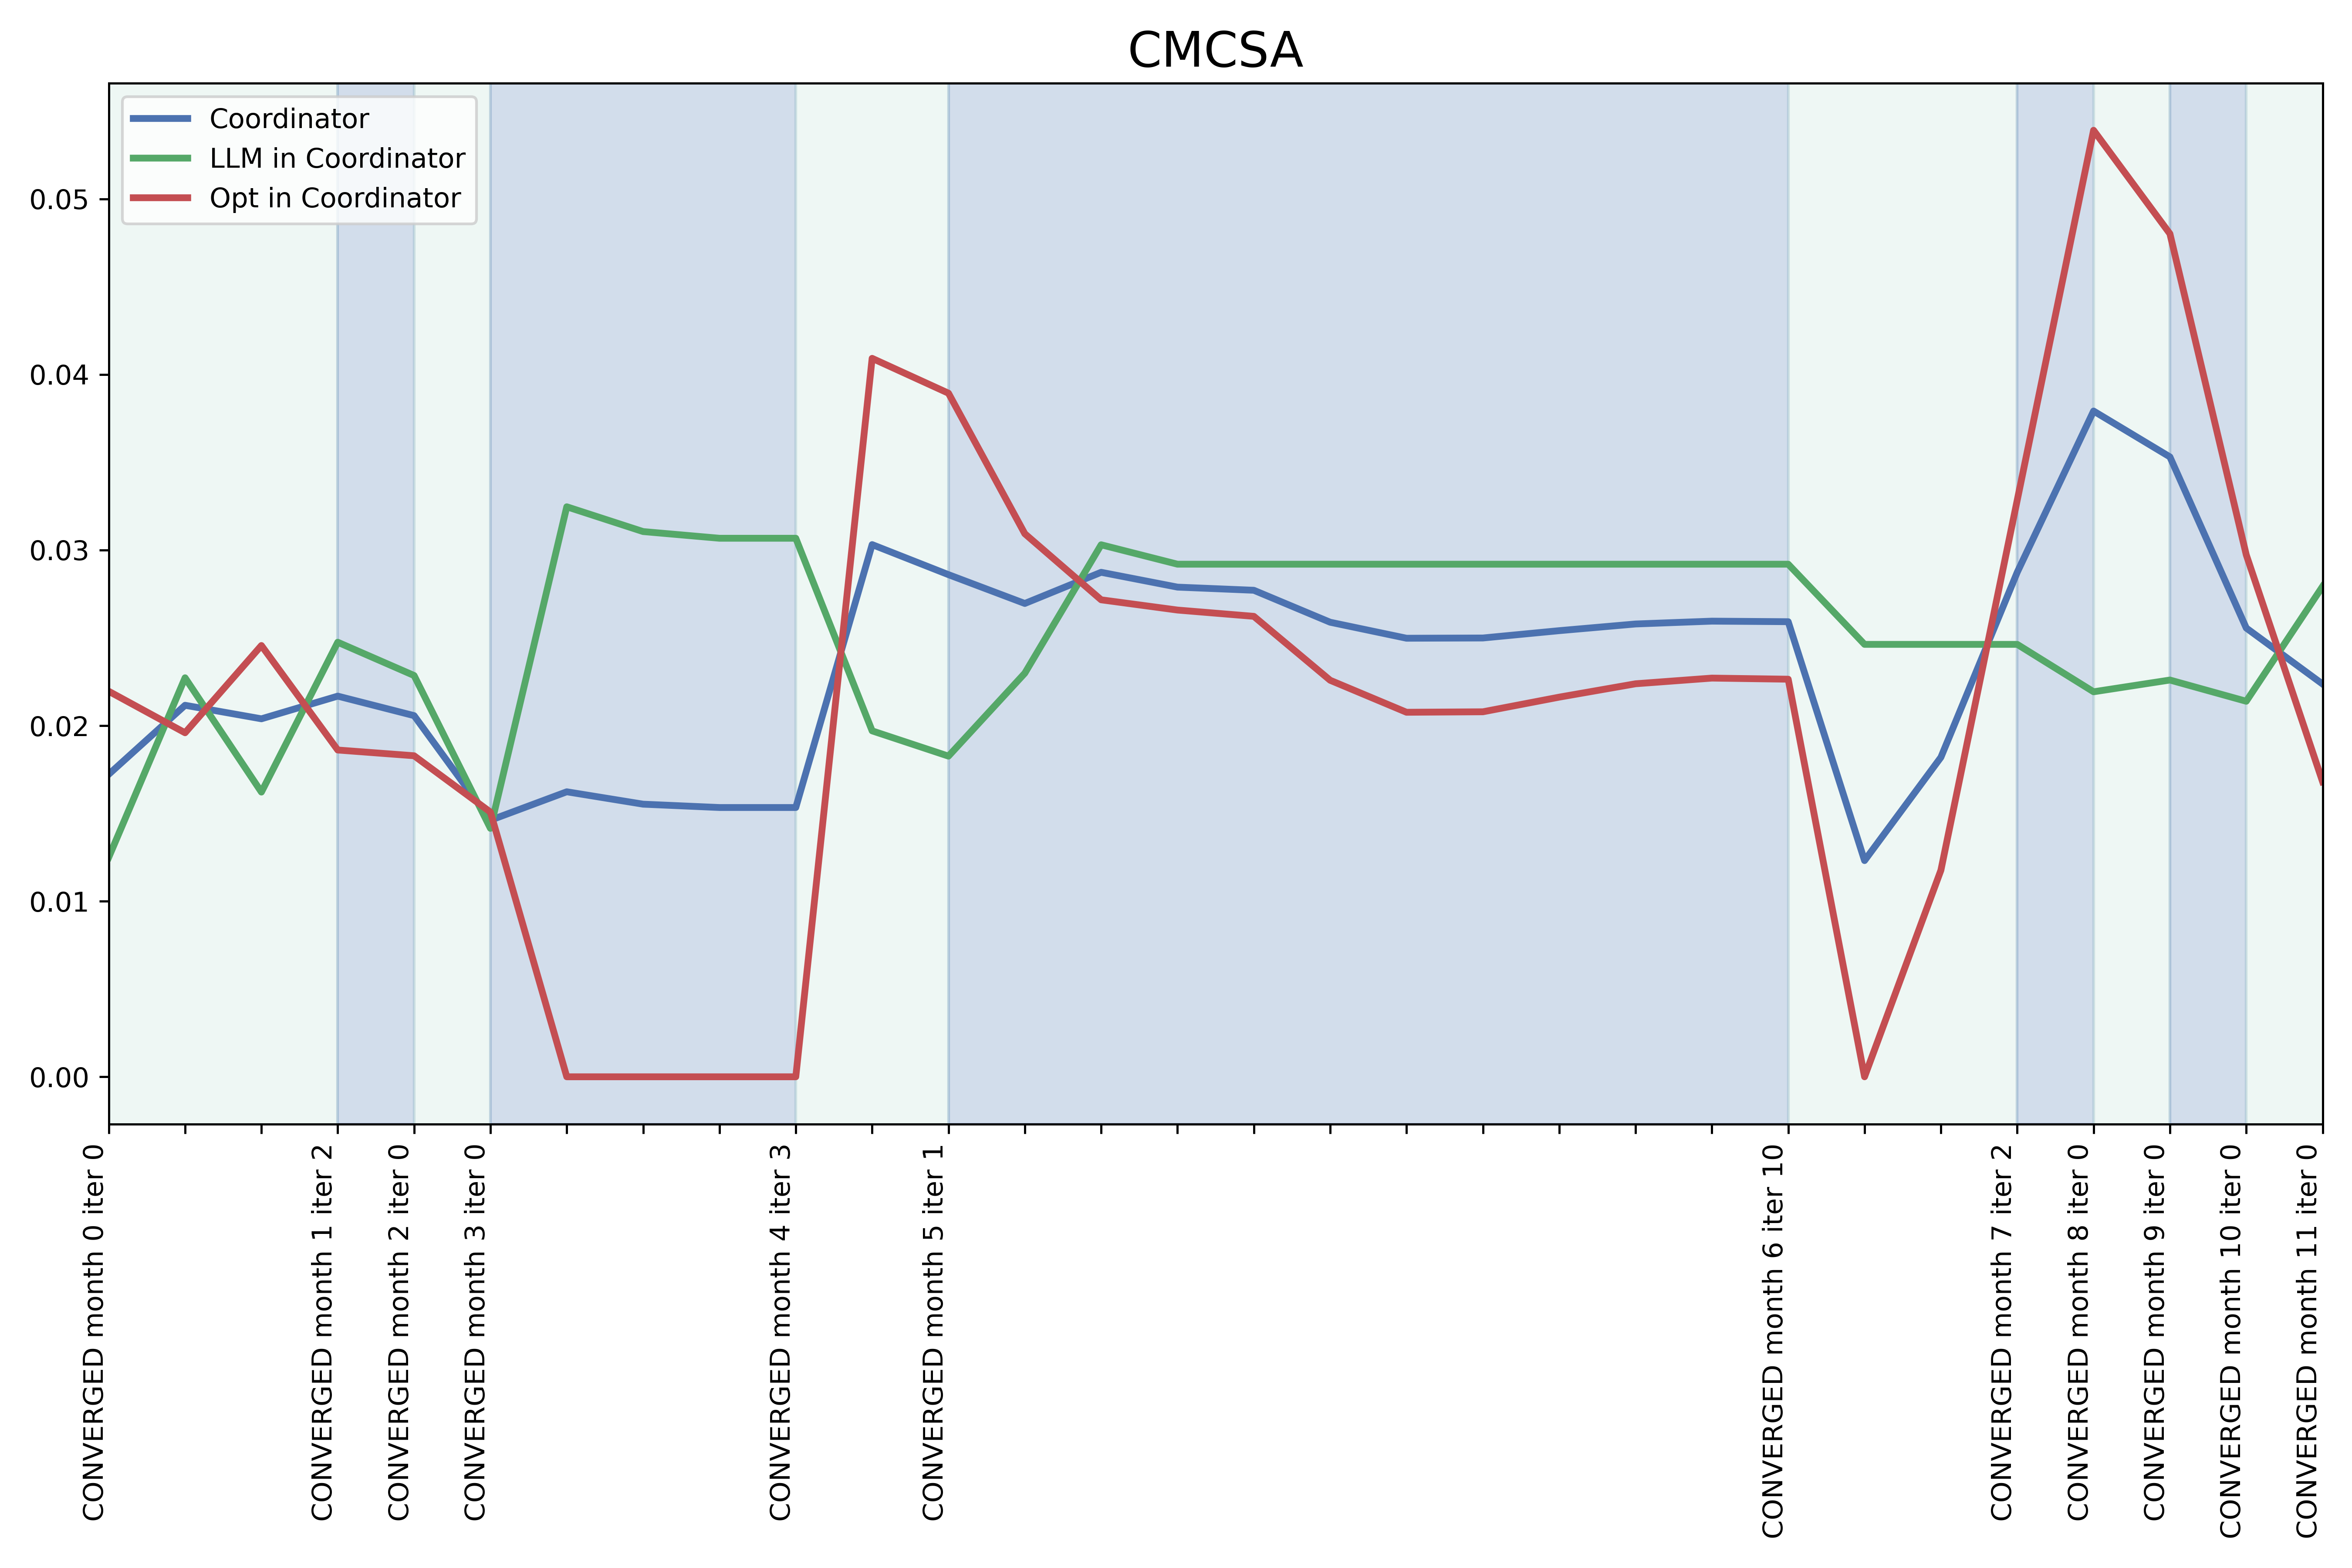 CMCSA
Coordinator
LLM in Coordinator
Opt in Coordinator
0.05
0.04
0.03
0.02
0.01
0.00
CONVERGED month 0 iter 0
CONVERGED month 1 iter 2
CONVERGED month 2 iter 0
CONVERGED month 3 iter 0
CONVERGED month 4 iter 3
CONVERGED month 5 iter 1
CONVERGED month 6 iter 10
CONVERGED month 7 iter 2
CONVERGED month 8 iter 0
CONVERGED month 9 iter 0
CONVERGED month 10 iter 0
CONVERGED month 11 iter 0